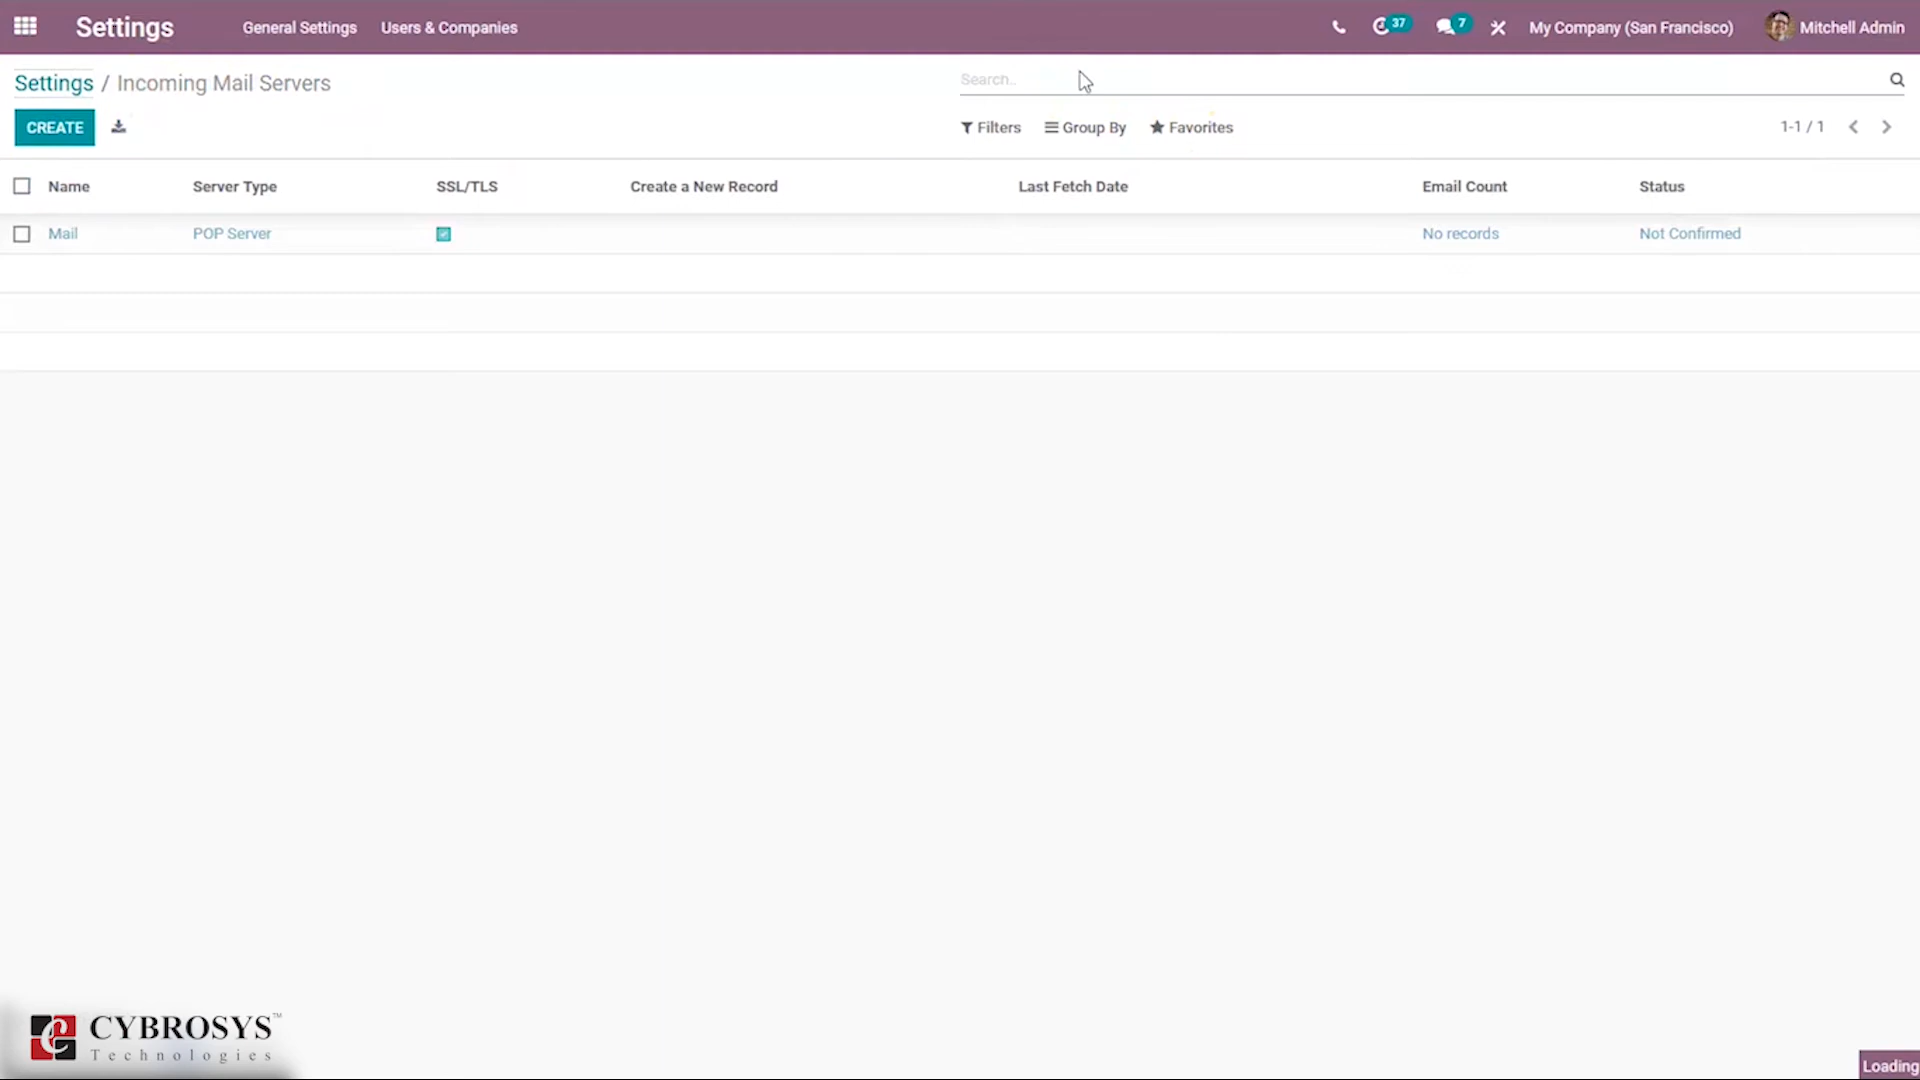 Settings General Settings Users & Companies 37 7 My Company (San Francisco) Mitchell Admin
Settings / Incoming Mail Servers Search..
CREATE Filters Group By Favorites 1-1 / 1
Name Server Type SSL/TLS Create a New Record Last Fetch Date Email Count Status
Mail POP Server No records Not Confirmed
CYBROSYS™
Technologies
Loading